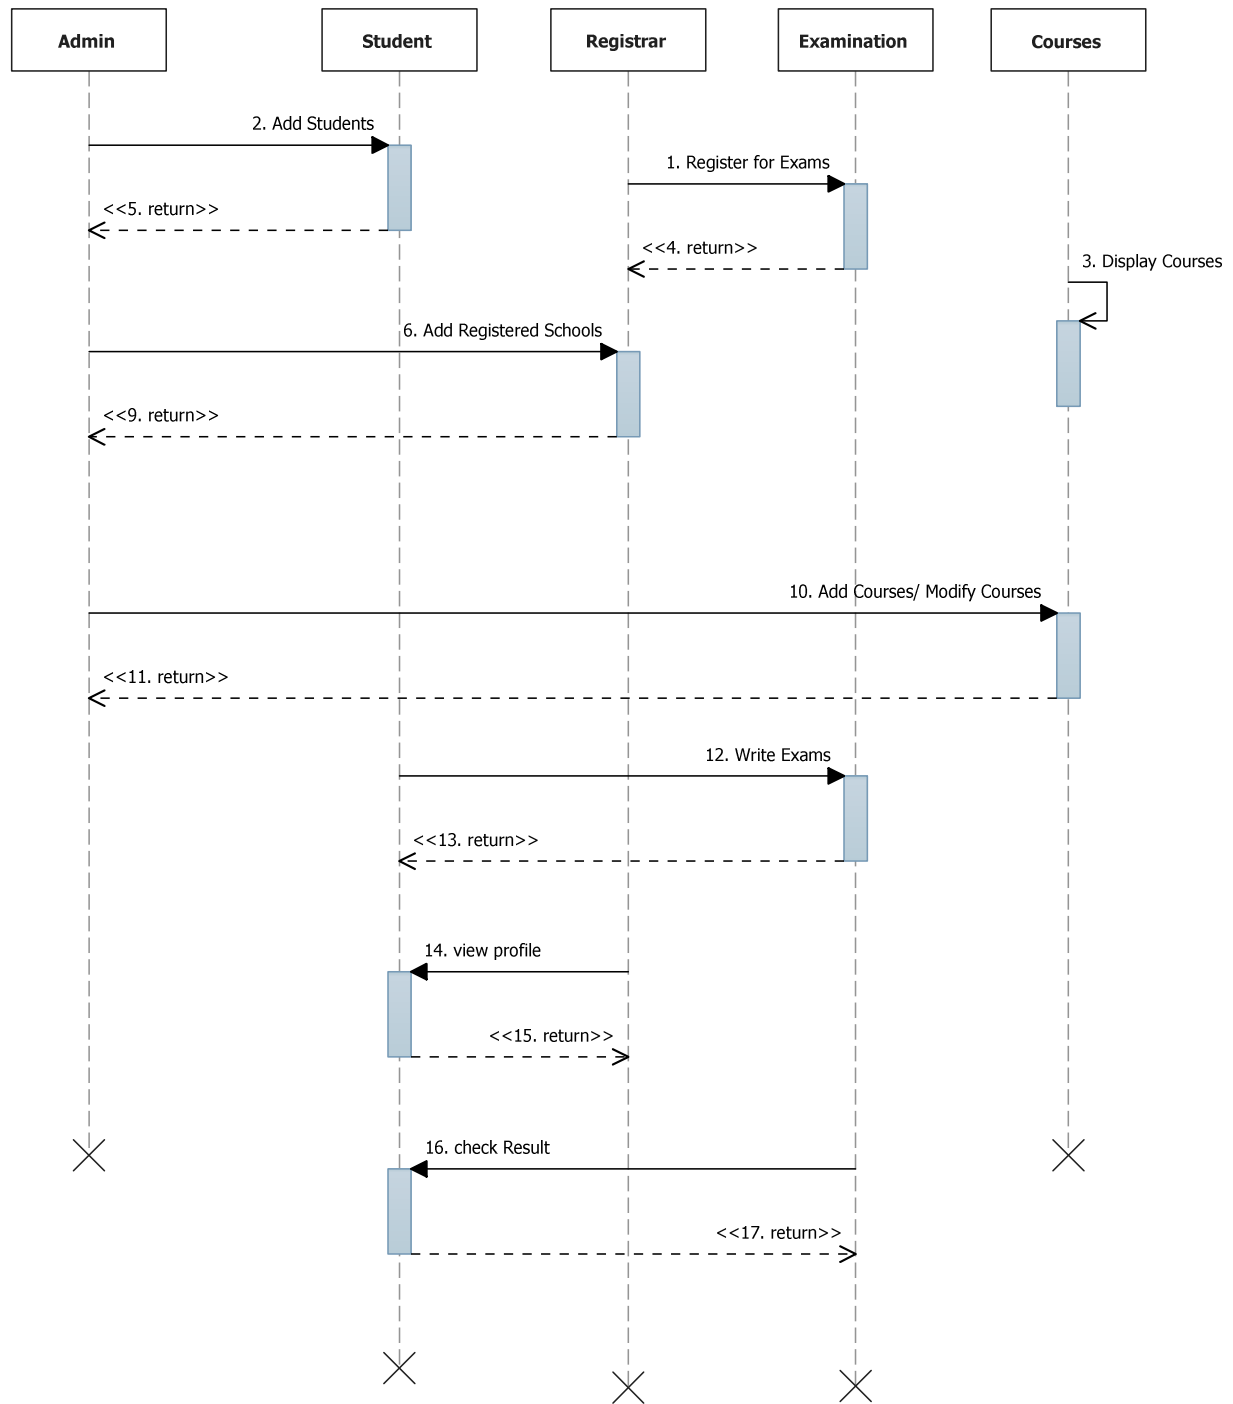 Admin
Student
Registrar
Examination
Courses
2. Add Students
1. Register for Exams
<<5. return>>
<<4. return>>
3. Display Courses
6. Add Registered Schools
<<9. return>>
10. Add Courses/ Modify Courses
<<11. return>>
12. Write Exams
<<13. return>>
14. view profile
<<15. return>>
16. check Result
<<17. return>>